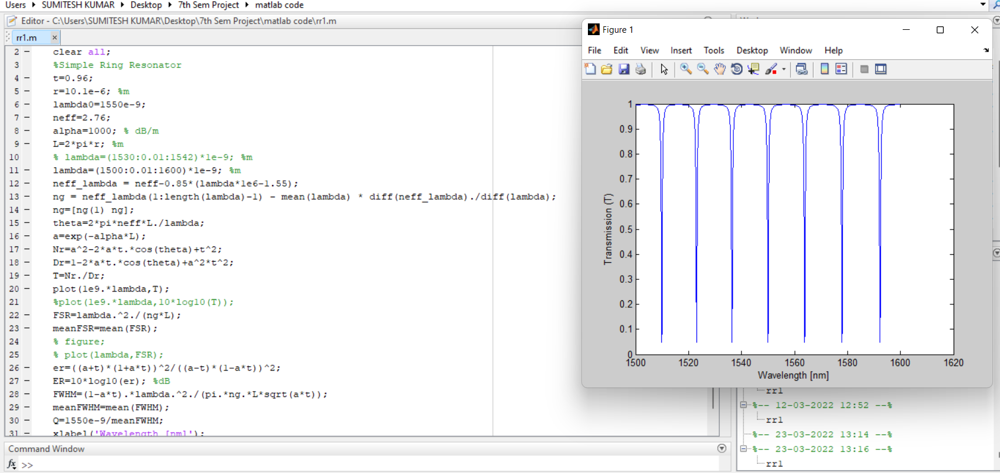 Users ▸ SUMITESH KUMAR ▸ Desktop ▸ 7th Sem Project ▸ matlab code
Editor - C:\Users\SUMITESH KUMAR\Desktop\7th Sem Project\matlab code\rr1.m
rr1.m ×
2 – clear all;
3 %Simple Ring Resonator
4 – t=0.96;
5 – r=10.1e-6; %m
6 – lambda0=1550e-9;
7 – neff=2.76;
8 – alpha=1000; % dB/m
9 – L=2*pi*r; %m
10 % lambda=(1530:0.01:1542)*1e-9; %m
11 – lambda=(1500:0.01:1600)*1e-9; %m
12 – neff_lambda = neff-0.85*(lambda*1e6-1.55);
13 – ng = neff_lambda(1:length(lambda)-1) - mean(lambda) * diff(neff_lambda)./diff(lambda);
14 – ng=[ng(1) ng];
15 – theta=2*pi*neff*L./lambda;
16 – a=exp(-alpha*L);
17 – Nr=a^2-2*a*t.*cos(theta)+t^2;
18 – Dr=1-2*a*t.*cos(theta)+a^2*t^2;
19 – T=Nr./Dr;
20 – plot(1e9.*lambda,T);
21 %plot(1e9.*lambda,10*log10(T));
22 – FSR=lambda.^2./(ng*L);
23 – meanFSR=mean(FSR);
24 % figure;
25 % plot(lambda,FSR);
26 – er=((a+t)*(1+a*t))^2/((a-t)*(1-a*t))^2;
27 – ER=10*log10(er); %dB
28 – FWHM=(1-a*t).*lambda.^2./(pi.*ng.*L*sqrt(a*t));
29 – meanFWHM=mean(FWHM);
30 – Q=1550e-9/meanFWHM;
31 – xlabel('Wavelength [nm]');
Command Window
fx >>
Figure 1
File Edit View Insert Tools Desktop Window Help
1
0.9
0.8
0.7
0.6
0.5
0.4
0.3
0.2
0.1
0
Transmission (T)
1500 1520 1540 1560 1580 1600 1620
Wavelength [nm]
rr1
%-- 12-03-2022 12:52 --%
rr1
%-- 23-03-2022 13:14 --%
%-- 23-03-2022 13:16 --%
rr1